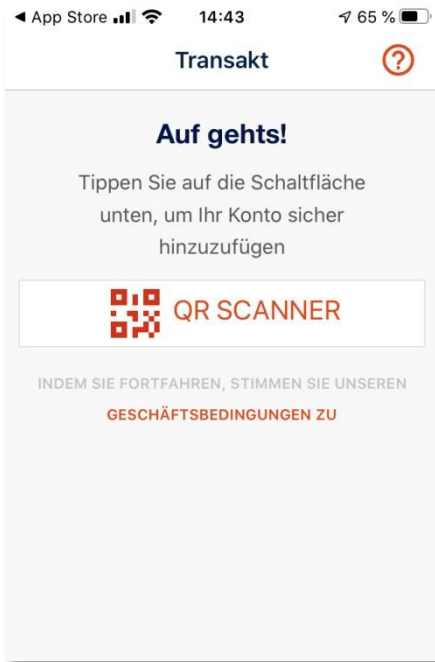 App Store 14:43 65 %
Transakt
Auf gehts!
Tippen Sie auf die Schaltfläche
unten, um Ihr Konto sicher
hinzuzufügen
QR SCANNER
INDEM SIE FORTFAHREN, STIMMEN SIE UNSEREN
GESCHÄFTSBEDINGUNGEN ZU